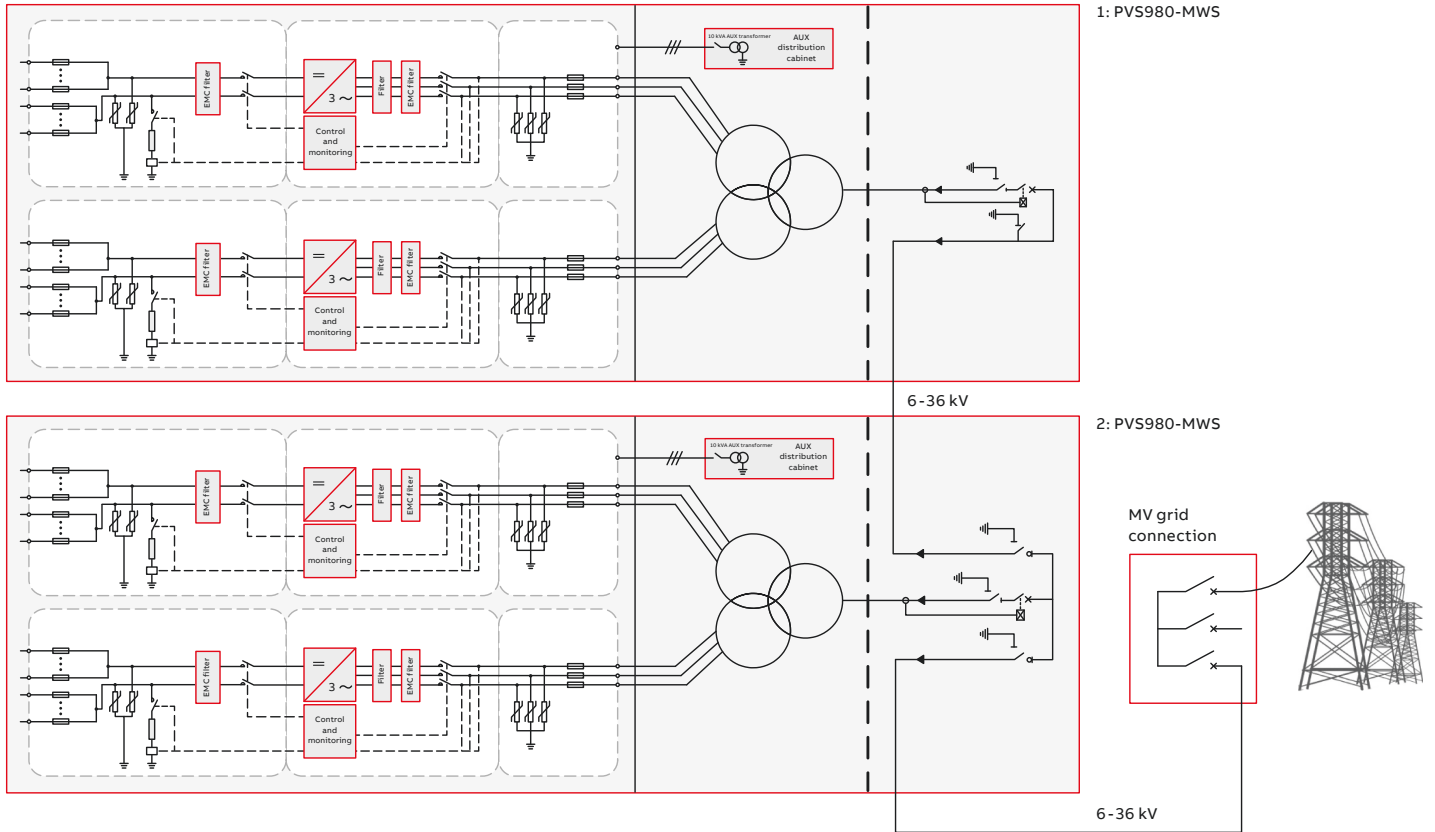 1: PVS980-MWS
10 kVA AUX transformer
AUX
distribution
cabinet
EMC filter
=
3 ~
Filter
EMC filter
Control
and
monitoring
EMC filter
=
3 ~
Filter
EMC filter
Control
and
monitoring
6-36 kV
2: PVS980-MWS
10 kVA AUX transformer
AUX
distribution
cabinet
EMC filter
=
3 ~
Filter
EMC filter
Control
and
monitoring
MV grid
connection
EMC filter
=
3 ~
Filter
EMC filter
Control
and
monitoring
6-36 kV